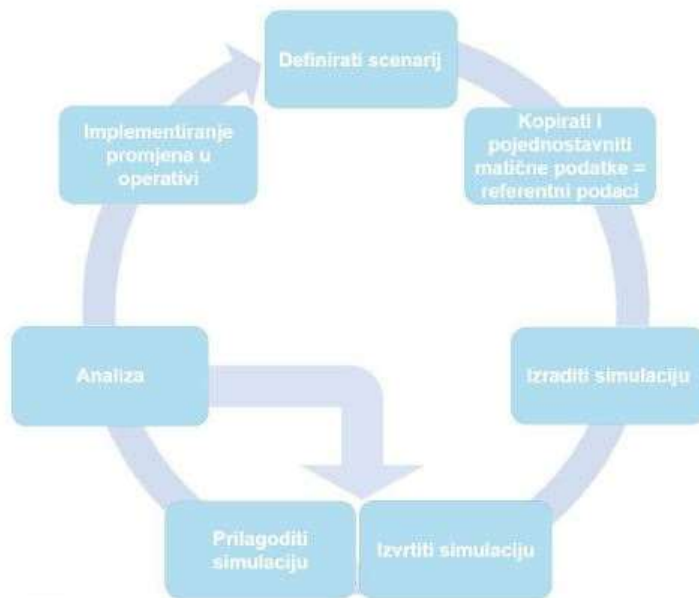 Definirati scenarij
Kopirati i
pojednostavniti
matične podatke =
referentni podaci
Izraditi simulaciju
Izvrtiti simulaciju
Prilagoditi
simulaciju
Analiza
Implementiranje
promjena u
operativi